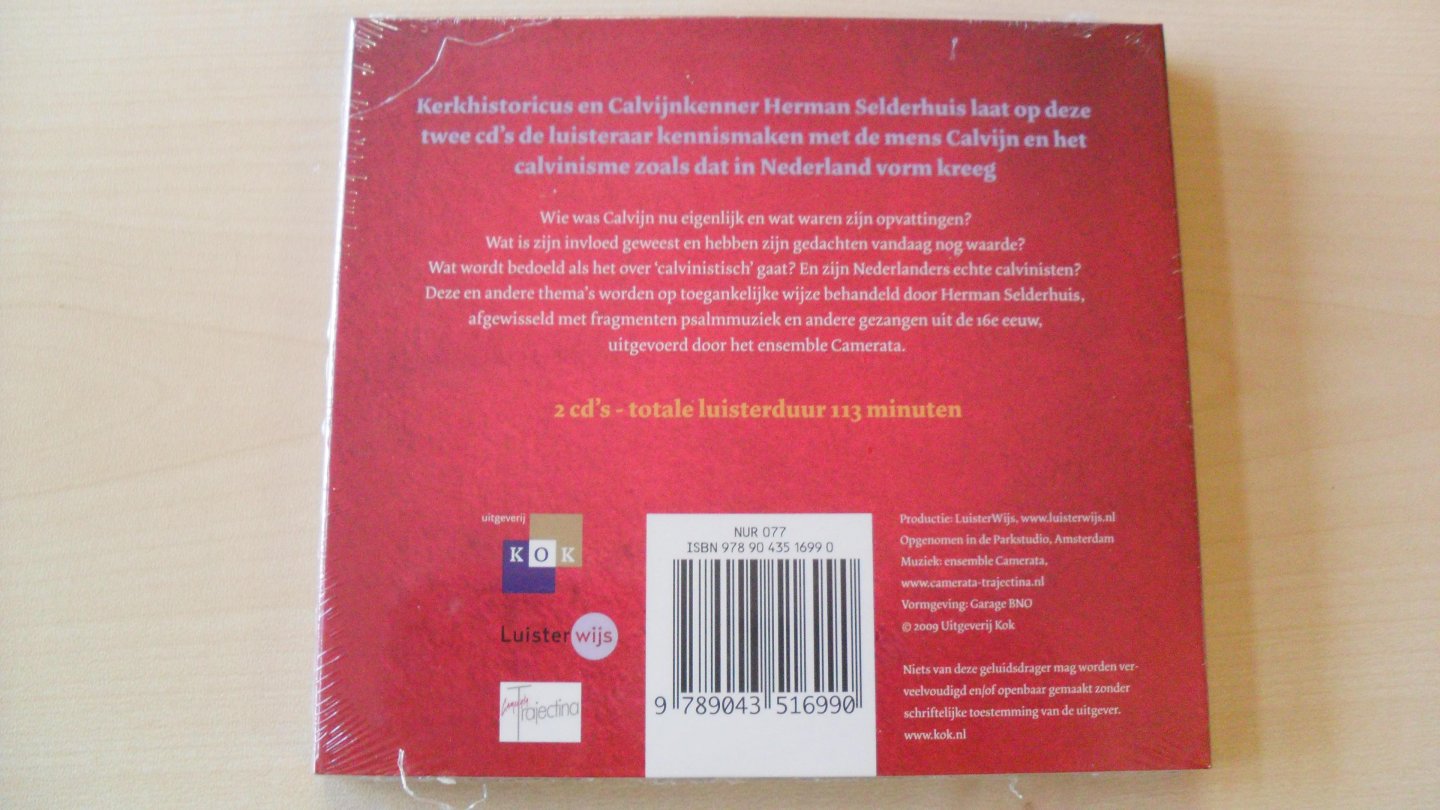 Kerkhistoricus en Calvijnkenner Herman Selderhuis laat op deze
twee cd's de luisteraar kennismaken met de mens Calvijn en het
calvinisme zoals dat in Nederland vorm kreeg
Wie was Calvijn nu eigenlijk en wat waren zijn opvattingen?
Wat is zijn invloed geweest en hebben zijn gedachten vandaag nog waarde?
Wat wordt bedoeld als het over 'calvinistisch' gaat? En zijn Nederlanders echte calvinisten?
Deze en andere thema's worden op toegankelijke wijze behandeld door Herman Selderhuis,
afgewisseld met fragmenten psalmmuziek en andere gezangen uit de 16e eeuw,
uitgevoerd door het ensemble Camerata.
2 cd's - totale luisterduur 113 minuten
uitgeverij
KOK
Luister wijs
Camerata
Trajectina
NUR 077
ISBN 978 90 435 1699 0
9 789043 516990
Productie: LuisterWijs, www.luisterwijs.nl
Opgenomen in de Parkstudio, Amsterdam
Muziek: ensemble Camerata,
www.camerata-trajectina.nl
Vormgeving: Garage BNO
© 2009 Uitgeverij Kok
Niets van deze geluidsdrager mag worden ver-
veelvoudigd en/of openbaar gemaakt zonder
schriftelijke toestemming van de uitgever.
www.kok.nl